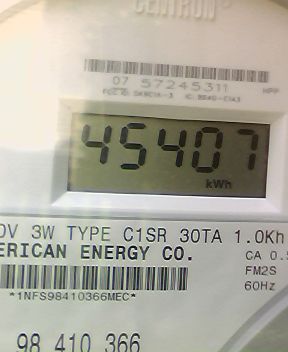 CENTRON
07 57245311 HPP
45407
kWh
0V 3W TYPE C1SR 30TA 1.0Kh
ERICAN ENERGY CO. CA 0.5
FM2S
*1NFS98410366MEC* 60Hz
98 410 366